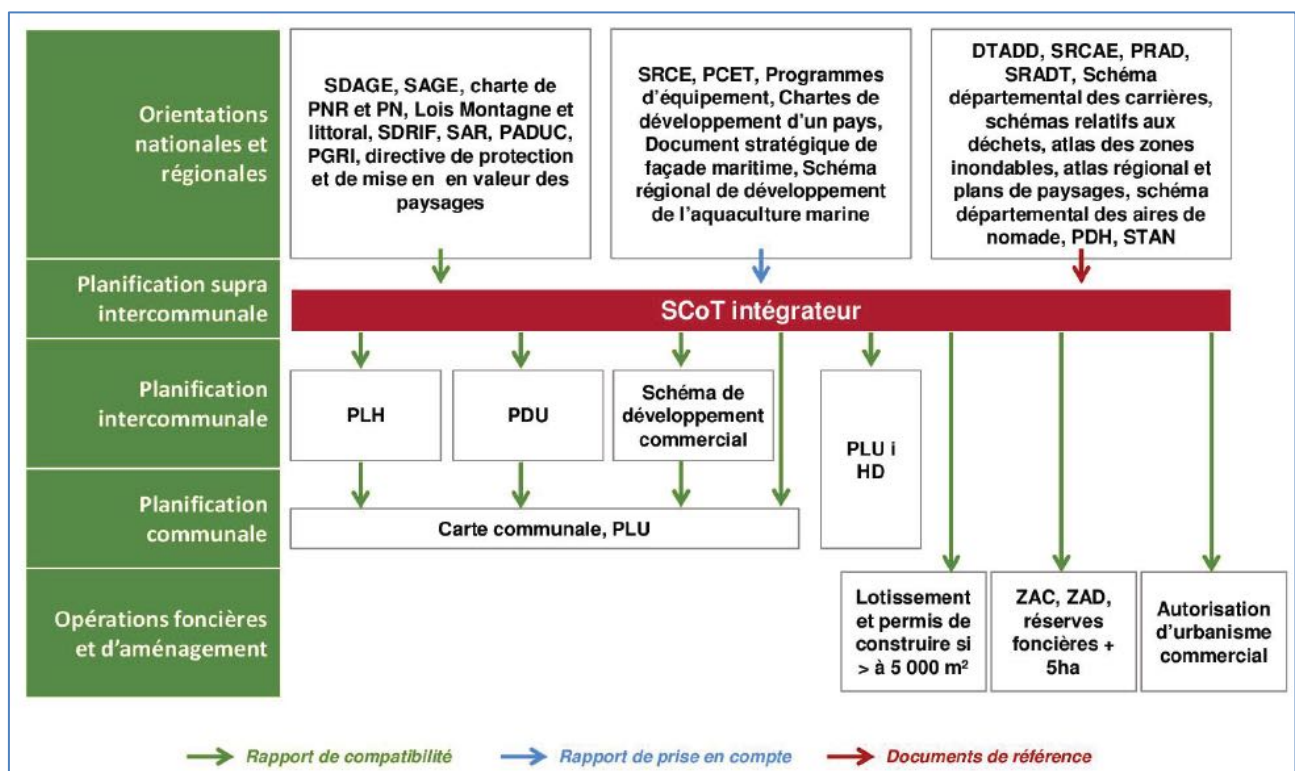 Orientations
nationales et
régionales
SDAGE, SAGE, charte de
PNR et PN, Lois Montagne et
littoral, SDRIF, SAR, PADUC,
PGRI, directive de protection
et de mise en en valeur des
paysages
SRCE, PCET, Programmes
d’équipement, Chartes de
développement d’un pays,
Document stratégique de
façade maritime, Schéma
régional de développement
de l’aquaculture marine
DTADD, SRCAE, PRAD,
SRADT, Schéma
départemental des carrières,
schémas relatifs aux
déchets, atlas des zones
inondables, atlas régional et
plans de paysages, schéma
départemental des aires de
nomade, PDH, STAN
Planification supra
intercommunale
SCoT intégrateur
Planification
intercommunale
PLH
PDU
Schéma de
développement
commercial
PLU i
HD
Planification
communale
Carte communale, PLU
Opérations foncières
et d’aménagement
Lotissement
et permis de
construire si
> à 5 000 m²
ZAC, ZAD,
réserves
foncières +
5ha
Autorisation
d’urbanisme
commercial
Rapport de compatibilité
Rapport de prise en compte
Documents de référence